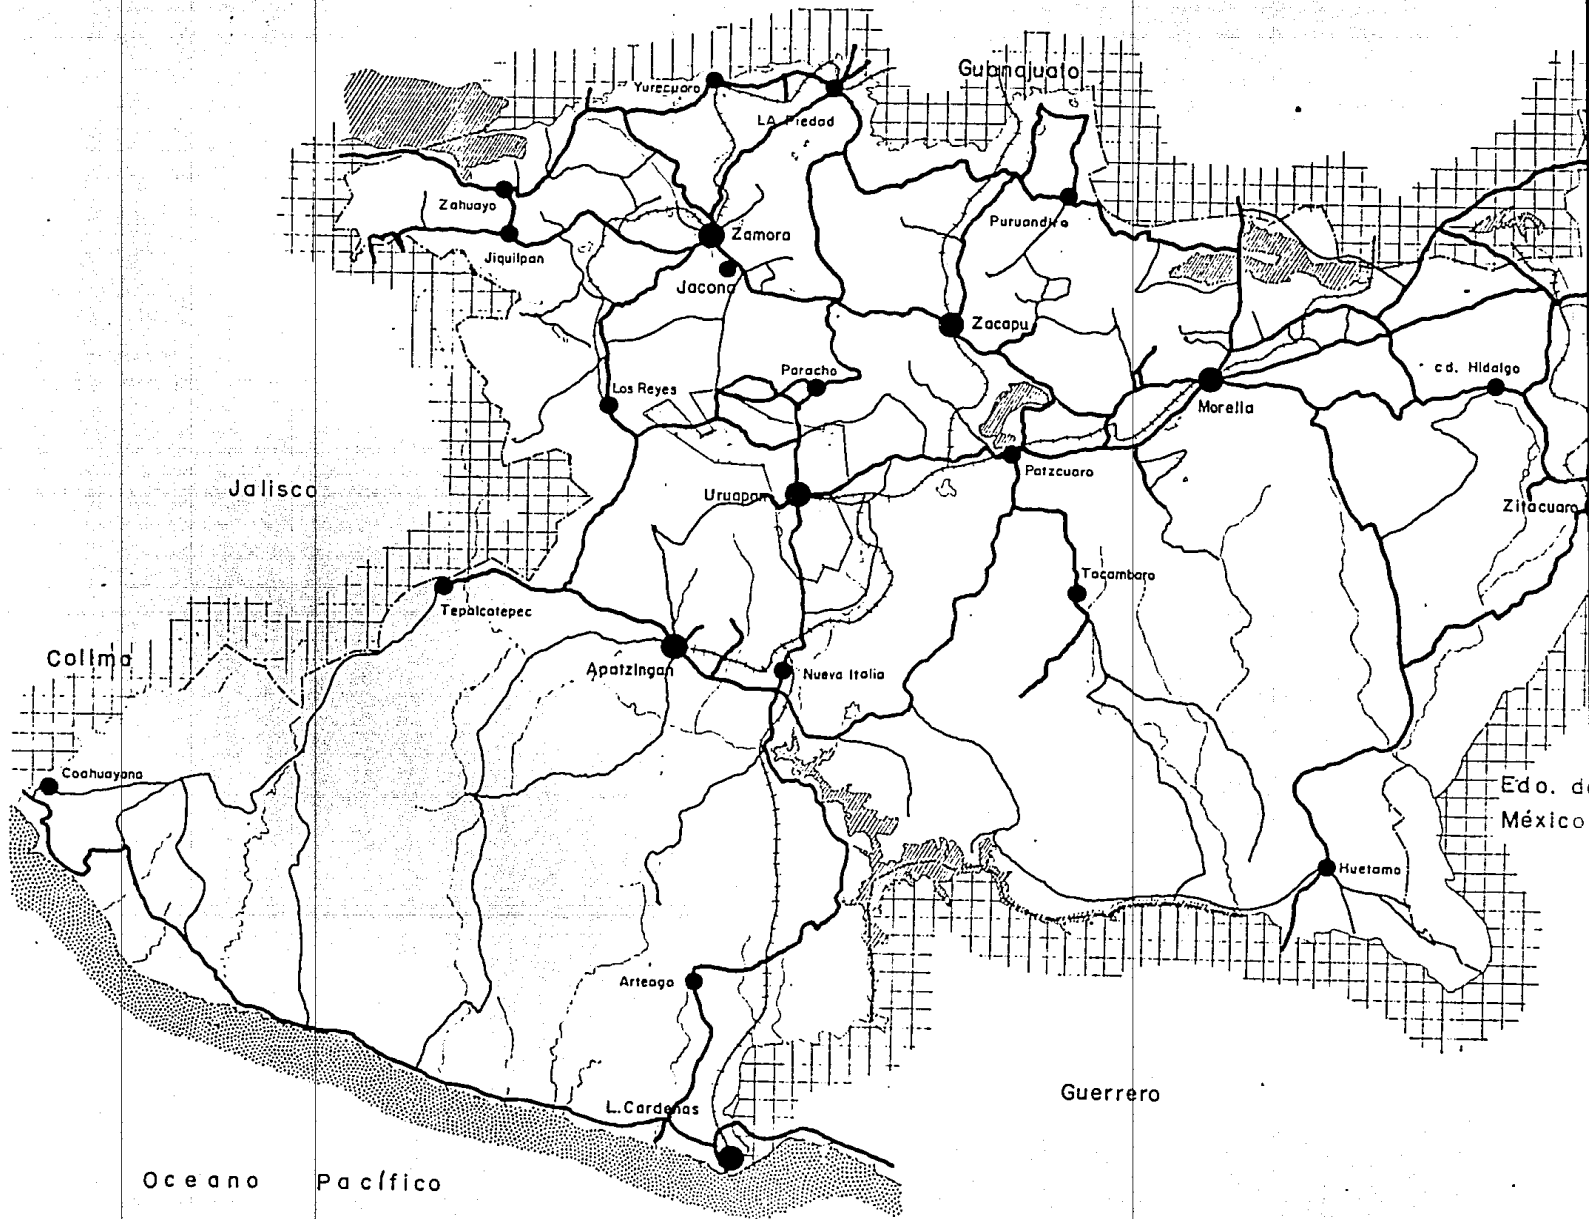 Guanajuato
Yurecuaro
LA Piedad
Zahuayo
Puruandiro
Zamora
Jiquilpan
Jacona
Zacapu
Paracho
cd. Hidalgo
Los Reyes
Morelia
Patzcuaro
Jalisco
Uruapan
Zitacuaro
Tacambaro
Tepalcatepec
Colima
Apatzingan
Nueva Italia
Coahuayana
Edo. de
México
Huetamo
Arteaga
Guerrero
L. Cardenas
Oceano Pacífico